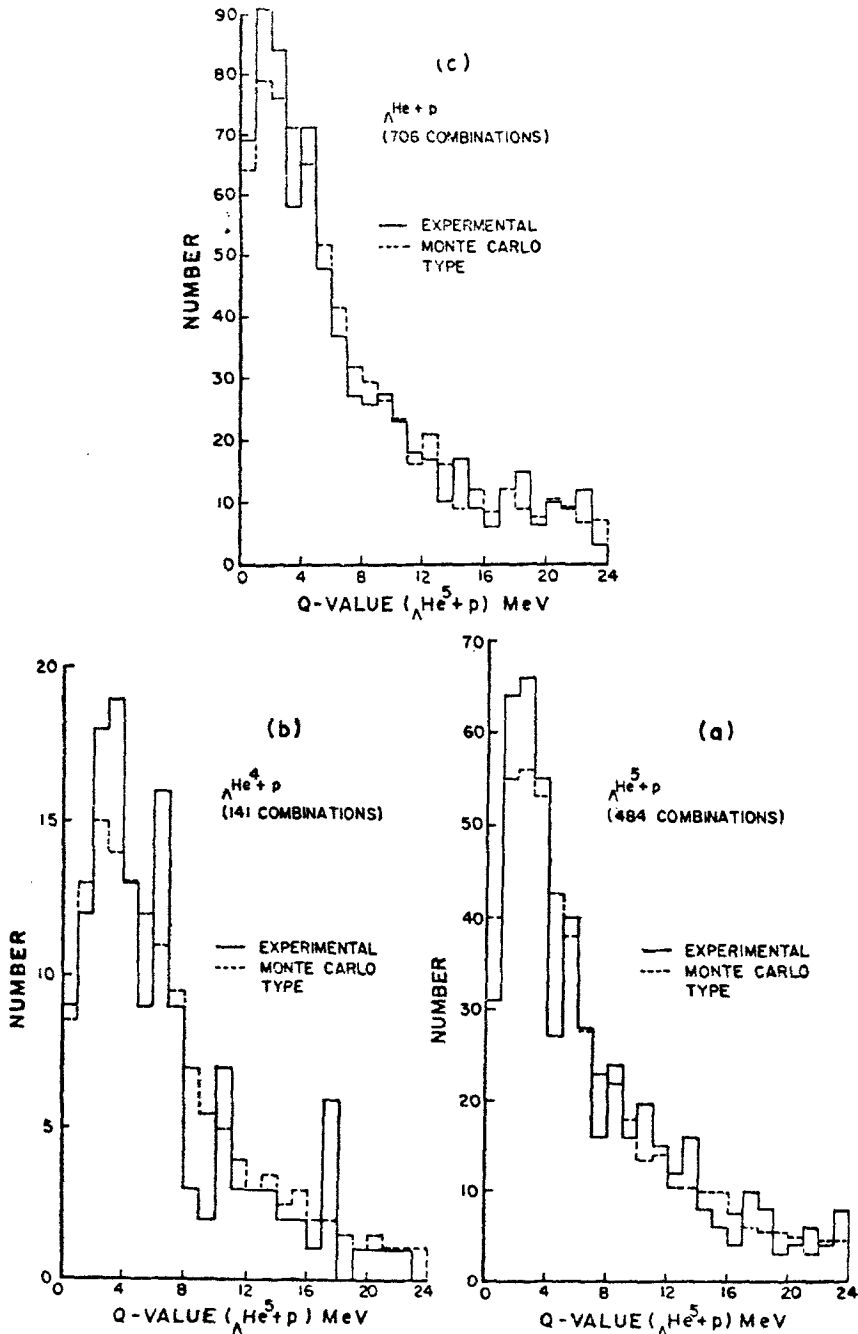 90
80
70
60
50
40
30
20
10
0
NUMBER
(c)
ΛHe + p
(706 COMBINATIONS)
EXPERMENTAL
MONTE CARLO
TYPE
0 4 8 12 16 20 24
Q-VALUE (ΛHe⁵+p) MeV
20
15
10
5
0
NUMBER
(b)
ΛHe⁴+ p
(141 COMBINATIONS)
EXPERIMENTAL
MONTE CARLO
TYPE
0 4 8 12 16 20 24
Q-VALUE (ΛHe⁵+p) MeV
70
60
50
40
30
20
10
0
NUMBER
(a)
ΛHe⁵+p
(484 COMBINATIONS)
EXPERIMENTAL
MONTE CARLO
TYPE
0 4 8 12 16 20 24
Q-VALUE (ΛHe⁵+p) MeV